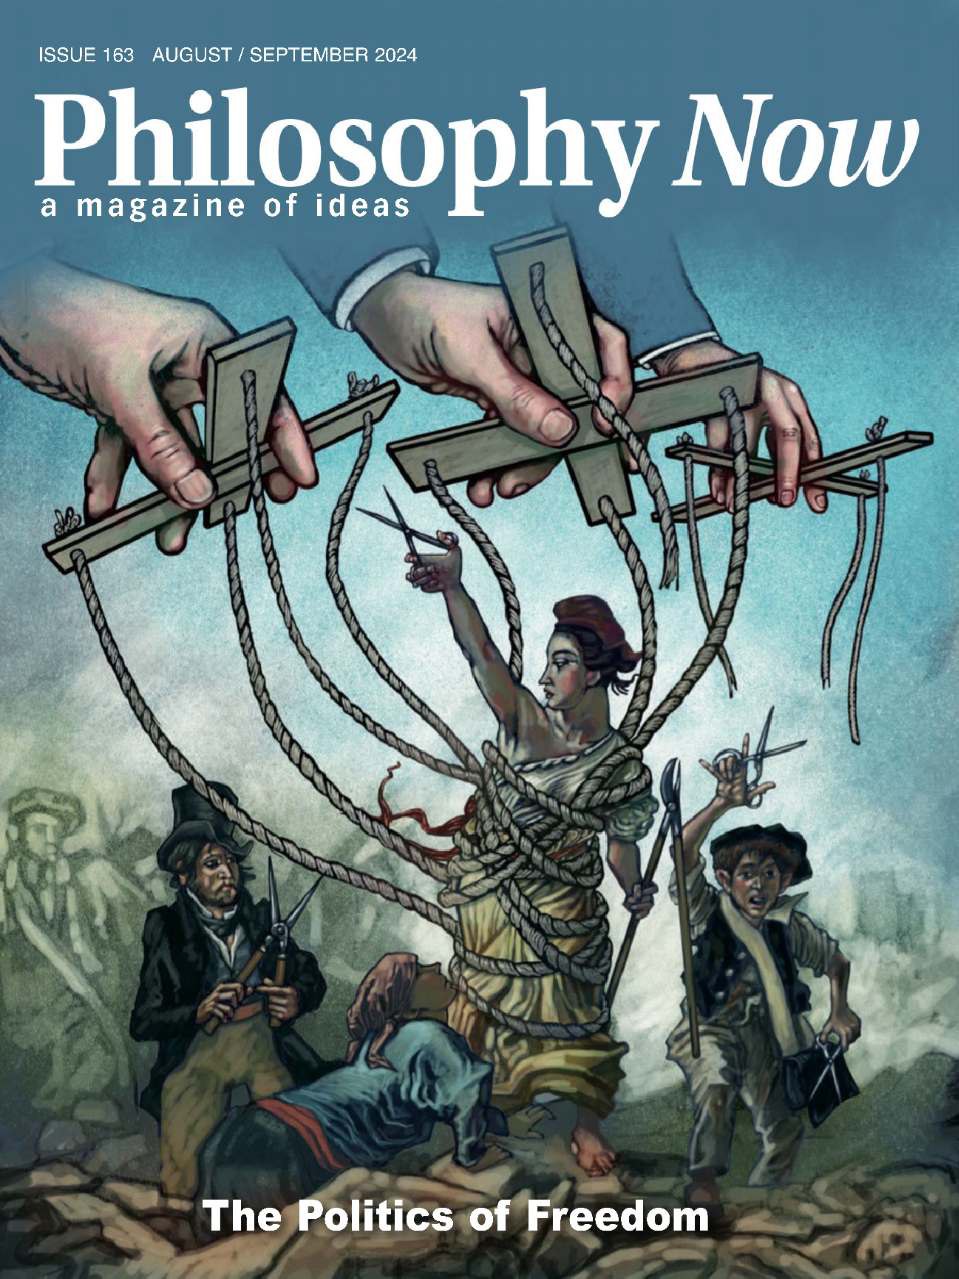 ISSUE 163 AUGUST / SEPTEMBER 2024
Philosophy Now
a magazine of ideas
The Politics of Freedom